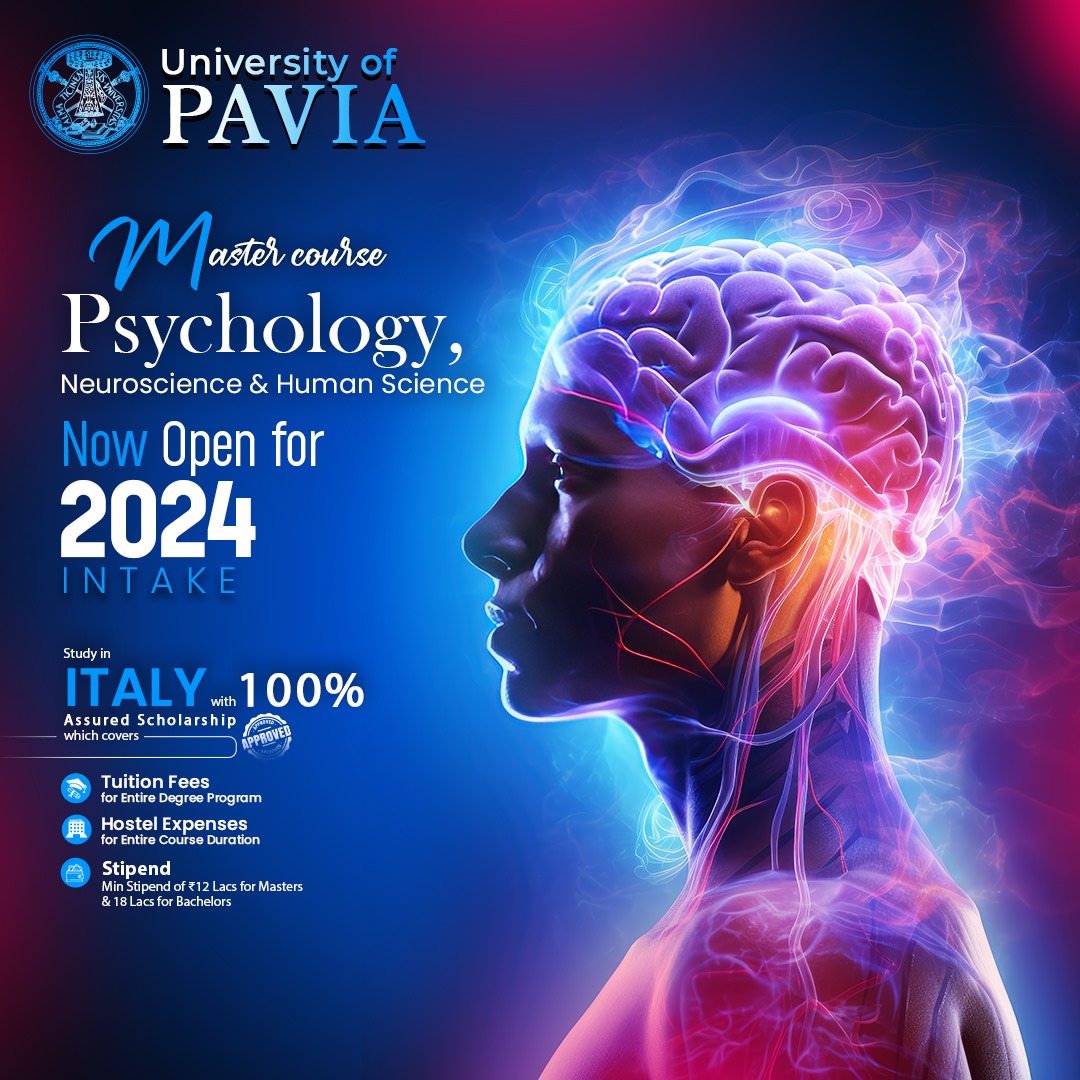 University of
PAVIA
Master course
Psychology,
Neuroscience & Human Science
Now Open for
2024
INTAKE
Study in
ITALY with 100%
Assured Scholarship
which covers
APPROVED
Tuition Fees
for Entire Degree Program
Hostel Expenses
for Entire Course Duration
Stipend
Min Stipend of ₹12 Lacs for Masters
& 18 Lacs for Bachelors